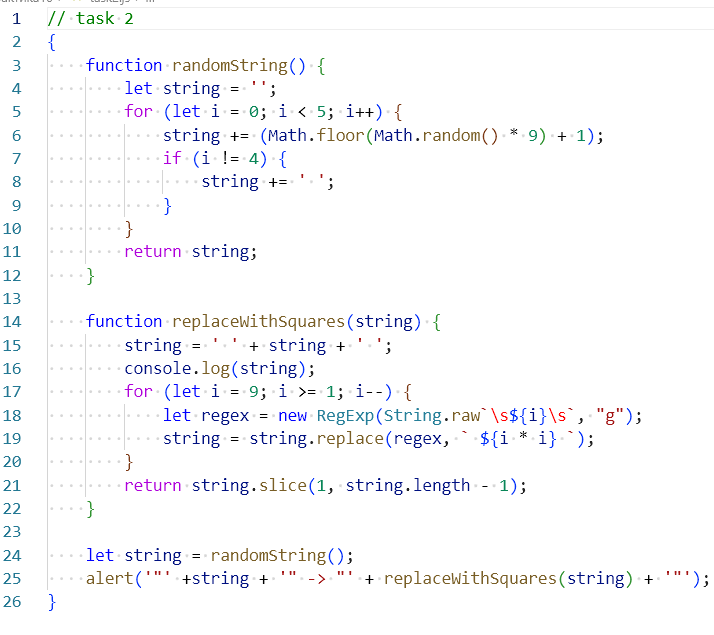 // task 2
{
    function randomString() {
        let string = '';
        for (let i = 0; i < 5; i++) {
            string += (Math.floor(Math.random() * 9) + 1);
            if (i != 4) {
                string += ' ';
            }
        }
        return string;
    }

    function replaceWithSquares(string) {
        string = ' ' + string + ' ';
        console.log(string);
        for (let i = 9; i >= 1; i--) {
            let regex = new RegExp(String.raw`\s${i}\s`, "g");
            string = string.replace(regex, ` ${i * i} `);
        }
        return string.slice(1, string.length - 1);
    }

    let string = randomString();
    alert('"' +string + '" -> "' + replaceWithSquares(string) + '"');
}